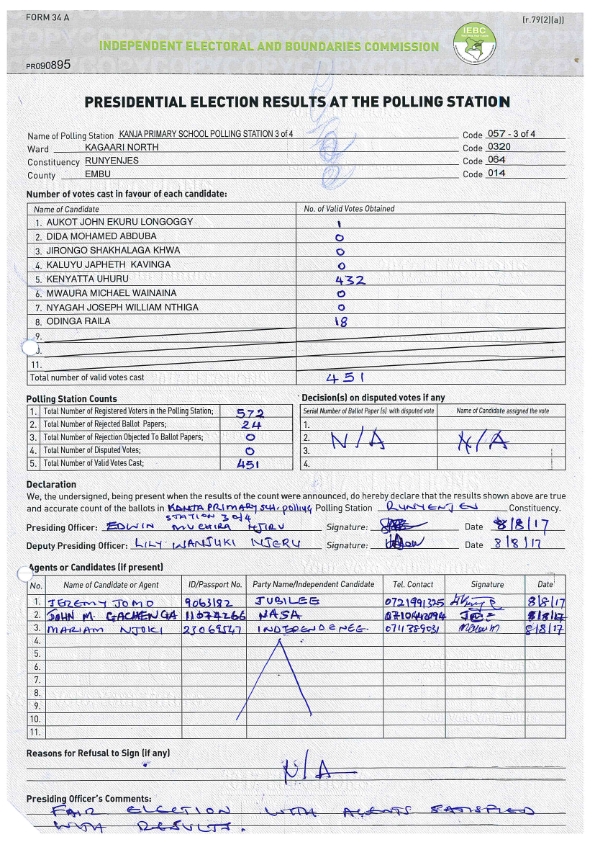 FORM 34 A
[r.79(2)(a)]
IEBC
INDEPENDENT ELECTORAL AND BOUNDARIES COMMISSION
PRO90895
PRESIDENTIAL ELECTION RESULTS AT THE POLLING STATION
Name of Polling Station KANJA PRIMARY SCHOOL POLLING STATION 3 of 4 Code 057 - 3 of 4
Ward KAGAARI NORTH Code 0320
Constituency RUNYENJES Code 064
County EMBU Code 014
Number of votes cast in favour of each candidate:
Name of Candidate No. of Valid Votes Obtained
1. AUKOT JOHN EKURU LONGOGGY 1
2. DIDA MOHAMED ABDUBA 0
3. JIRONGO SHAKHALAGA KHWA 0
4. KALUYU JAPHETH KAVINGA 0
5. KENYATTA UHURU 432
6. MWAURA MICHAEL WAINAINA 0
7. NYAGAH JOSEPH WILLIAM NTHIGA 0
8. ODINGA RAILA 18
9.
11.
Total number of valid votes cast 451
Polling Station Counts
1. Total Number of Registered Voters in the Polling Station; 572
2. Total Number of Rejected Ballot Papers; 24
3. Total Number of Rejection Objected To Ballot Papers; 0
4. Total Number of Disputed Votes; 0
5. Total Number of Valid Votes Cast; 451
Decision(s) on disputed votes if any
Serial Number of Ballot Paper (s) with disputed vote Name of Candidate assigned the vote
1.
2. N/A N/A
3.
4.
Declaration
We, the undersigned, being present when the results of the count were announced, do hereby declare that the results shown above are true
and accurate count of the ballots in KANJA PRIMARY SCH. polling Polling Station RUNYENJES Constituency.
STATION 3 of 4
Presiding Officer: EDWIN MUCHIRA NJIRU Signature: Date 8/8/17
Deputy Presiding Officer: LILY WANJUKI NJERU Signature: Date 8/8/17
Agents or Candidates (if present)
No. Name of Candidate or Agent ID/Passport No. Party Name/Independent Candidate Tel. Contact Signature Date
1. JEREMY JOMO 9063182 JUBILEE 0721991325 8/8/17
2. JOHN M. GACHENGA NASA 8/8/17
3. MARIAM NJOKI 23069547 INDEPENDENCE 0711389031 8/8/17
4.
5.
6.
7.
8.
9.
10.
11.
Reasons for Refusal to Sign (if any)
N/A
Presiding Officer's Comments:
FAIR ELECTION WITH AGENTS SATISFIED
WITH RESULTS.